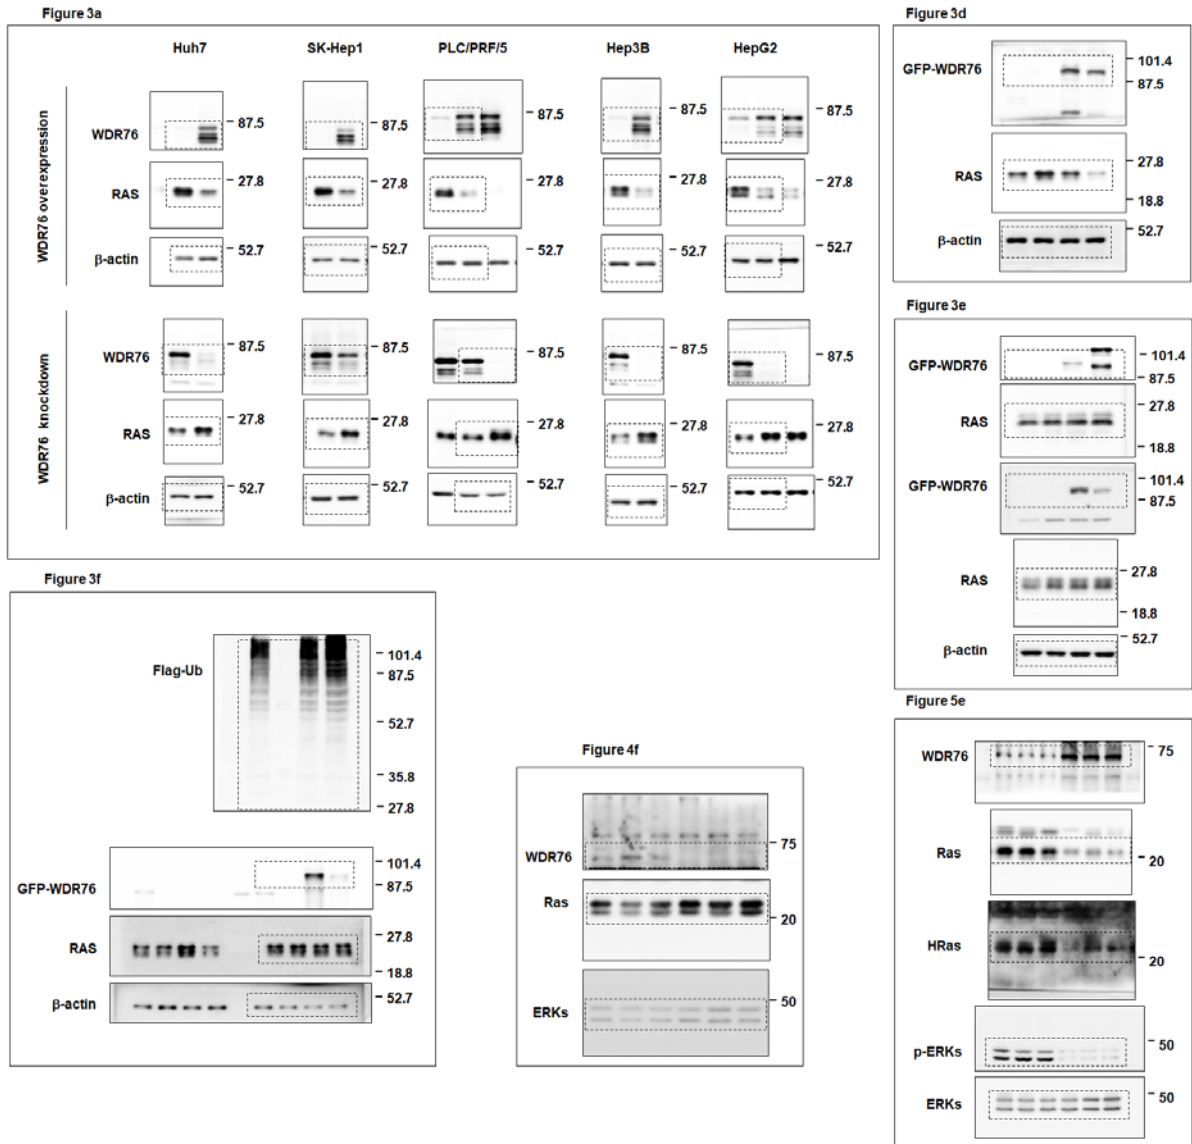 Figure 3a
Huh7 SK-Hep1 PLC/PRF/5 Hep3B HepG2
WDR76 overexpression
WDR76 87.5 87.5 87.5 87.5 87.5
RAS 27.8 27.8 27.8 27.8 27.8
β-actin 52.7 52.7 52.7 52.7 52.7
WDR76 knockdown
WDR76 87.5 87.5 87.5 87.5 87.5
RAS 27.8 27.8 27.8 27.8 27.8
β-actin 52.7 52.7 52.7 52.7 52.7
Figure 3d
GFP-WDR76 101.4
87.5
RAS 27.8
18.8
β-actin 52.7
Figure 3e
GFP-WDR76 101.4
87.5
RAS 27.8
18.8
GFP-WDR76 101.4
87.5
RAS 27.8
18.8
β-actin 52.7
Figure 3f
Flag-Ub 101.4
87.5
52.7
35.8
27.8
GFP-WDR76 101.4
87.5
RAS 27.8
18.8
β-actin 52.7
Figure 4f
WDR76 75
Ras 20
ERKs 50
Figure 5e
WDR76 75
Ras 20
HRas 20
p-ERKs 50
ERKs 50